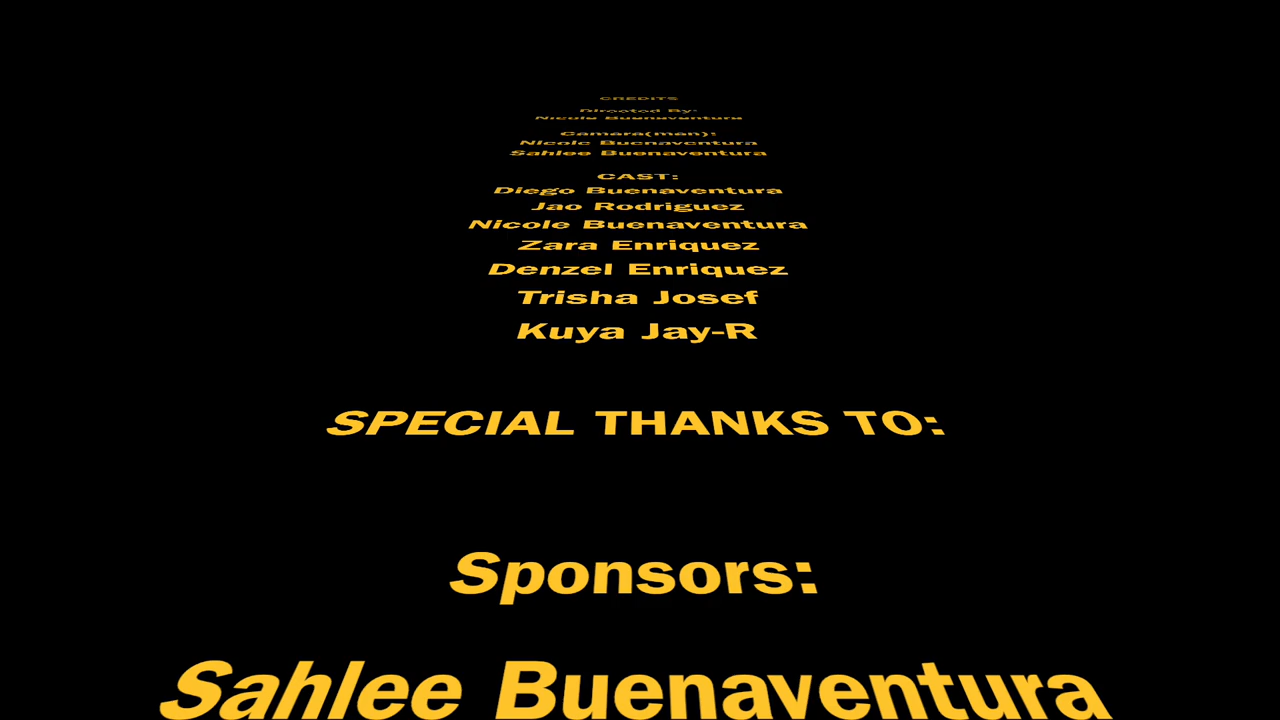 CREDITS
Directed By:
Nicole Buenaventura
Camara(man):
Nicole Buenaventura
Sahlee Buenaventura
CAST:
Diego Buenaventura
Jao Rodriguez
Nicole Buenaventura
Zara Enriquez
Denzel Enriquez
Trisha Josef
Kuya Jay-R
SPECIAL THANKS TO:
Sponsors:
Sahlee Buenaventura